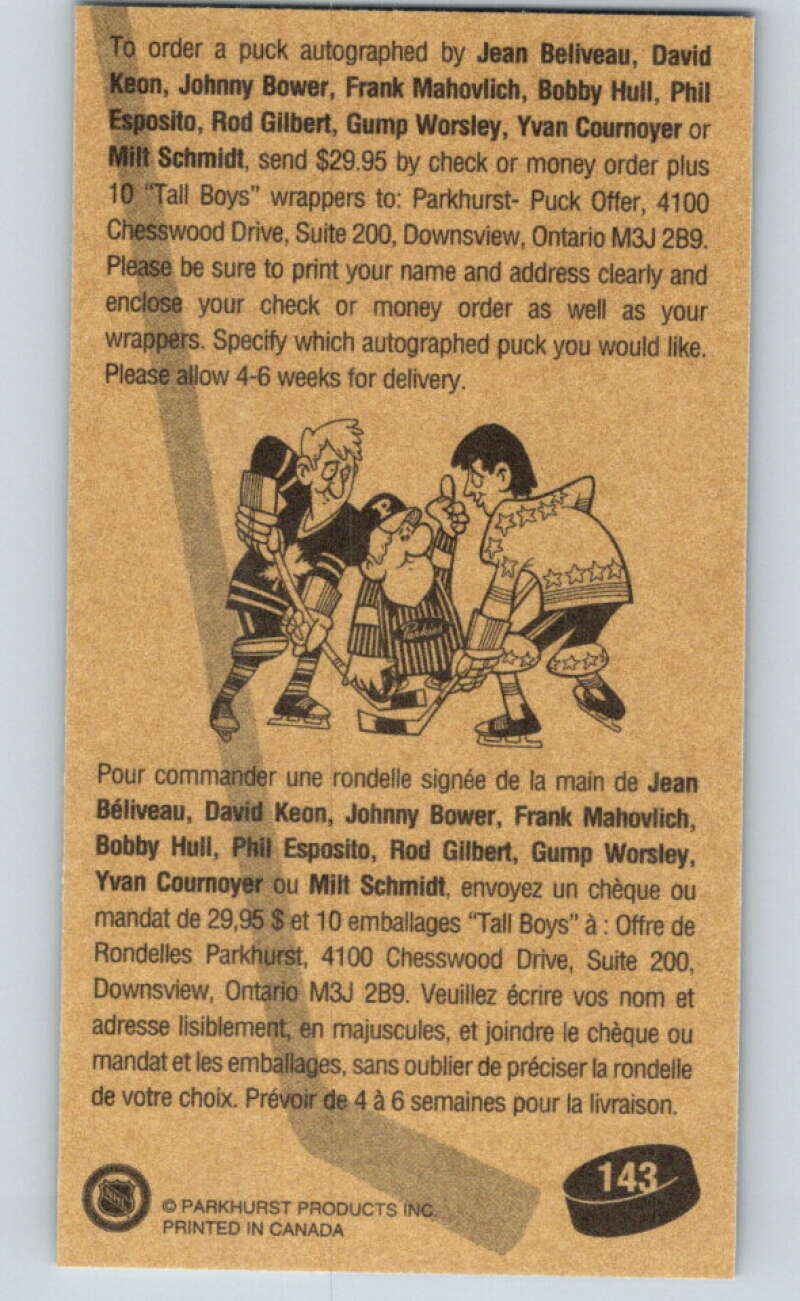 To order a puck autographed by Jean Beliveau, David
Keon, Johnny Bower, Frank Mahovlich, Bobby Hull, Phil
Esposito, Rod Gilbert, Gump Worsley, Yvan Cournoyer or
Milt Schmidt, send $29.95 by check or money order plus
10 "Tall Boys" wrappers to: Parkhurst- Puck Offer, 4100
Chesswood Drive, Suite 200, Downsview, Ontario M3J 2B9.
Please be sure to print your name and address clearly and
enclose your check or money order as well as your
wrappers. Specify which autographed puck you would like.
Please allow 4-6 weeks for delivery.
P
Parkhurst
Pour commander une rondelle signée de la main de Jean
Béliveau, David Keon, Johnny Bower, Frank Mahovlich,
Bobby Hull, Phil Esposito, Rod Gilbert, Gump Worsley,
Yvan Cournoyer ou Milt Schmidt, envoyez un chèque ou
mandat de 29,95 $ et 10 emballages "Tall Boys" à : Offre de
Rondelles Parkhurst, 4100 Chesswood Drive, Suite 200,
Downsview, Ontario M3J 2B9. Veuillez écrire vos nom et
adresse lisiblement, en majuscules, et joindre le chèque ou
mandat et les emballages, sans oublier de préciser la rondelle
de votre choix. Prévoir de 4 à 6 semaines pour la livraison.
143
NHL
© PARKHURST PRODUCTS INC.
PRINTED IN CANADA